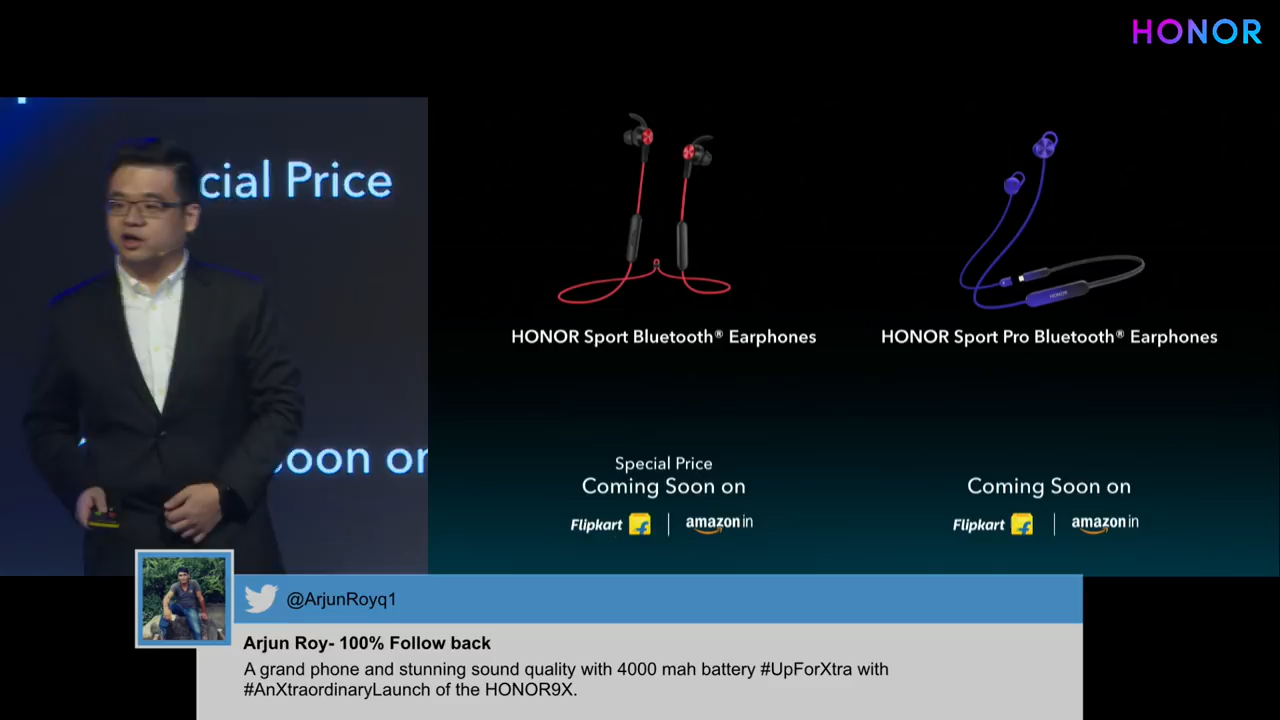 HONOR
cial Price
oon or
HONOR Sport Bluetooth® Earphones
HONOR Sport Pro Bluetooth® Earphones
Special Price
Coming Soon on
Flipkart | amazon.in
Coming Soon on
Flipkart | amazon.in
HONOR
@ArjunRoyq1
Arjun Roy- 100% Follow back
A grand phone and stunning sound quality with 4000 mah battery #UpForXtra with
#AnXtraordinaryLaunch of the HONOR9X.